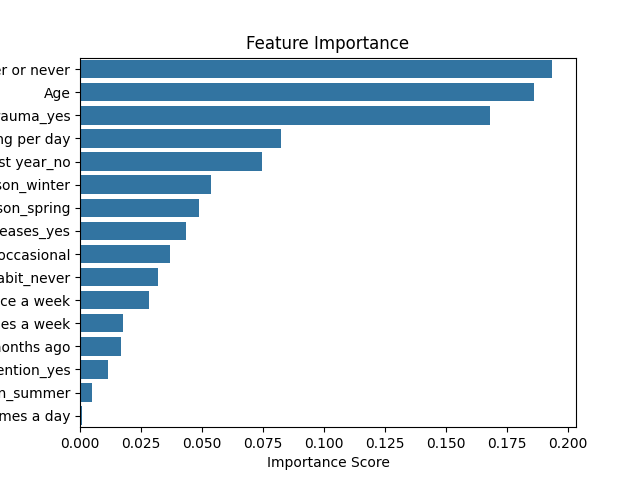 Feature Importance
er or never
Age
rauma_yes
ng per day
st year_no
son_winter
son_spring
eases_yes
occasional
abit_never
ce a week
es a week
nonths ago
ention_yes
n_summer
mes a day
0.000 0.025 0.050 0.075 0.100 0.125 0.150 0.175 0.200
Importance Score